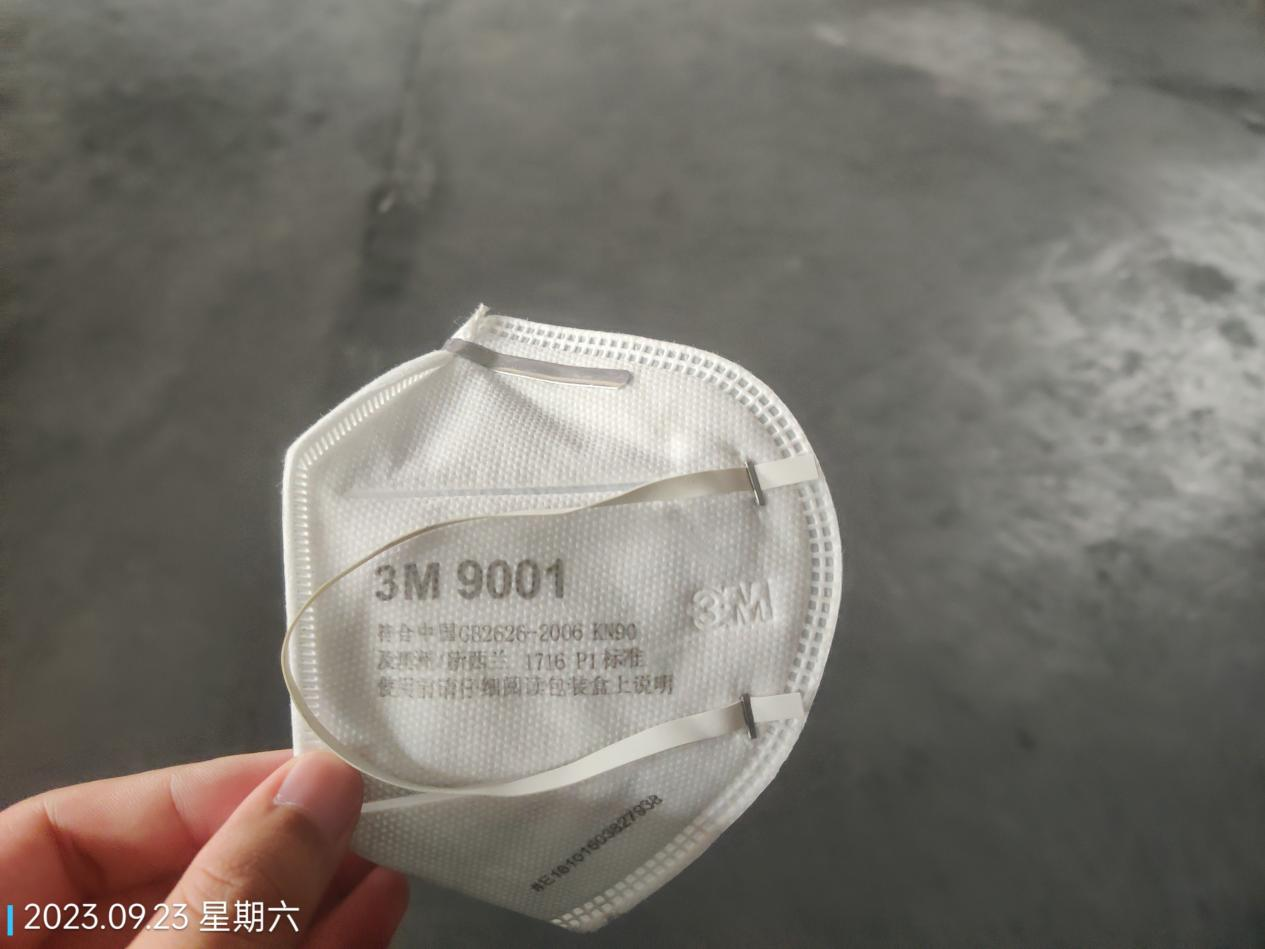 3M 9001
3M
符合中国GB2626-2006 KN90
及澳洲/新西兰 1716 P1标准
使用前请仔细阅读包装盒上说明
#E18101603827938
2023.09.23 星期六